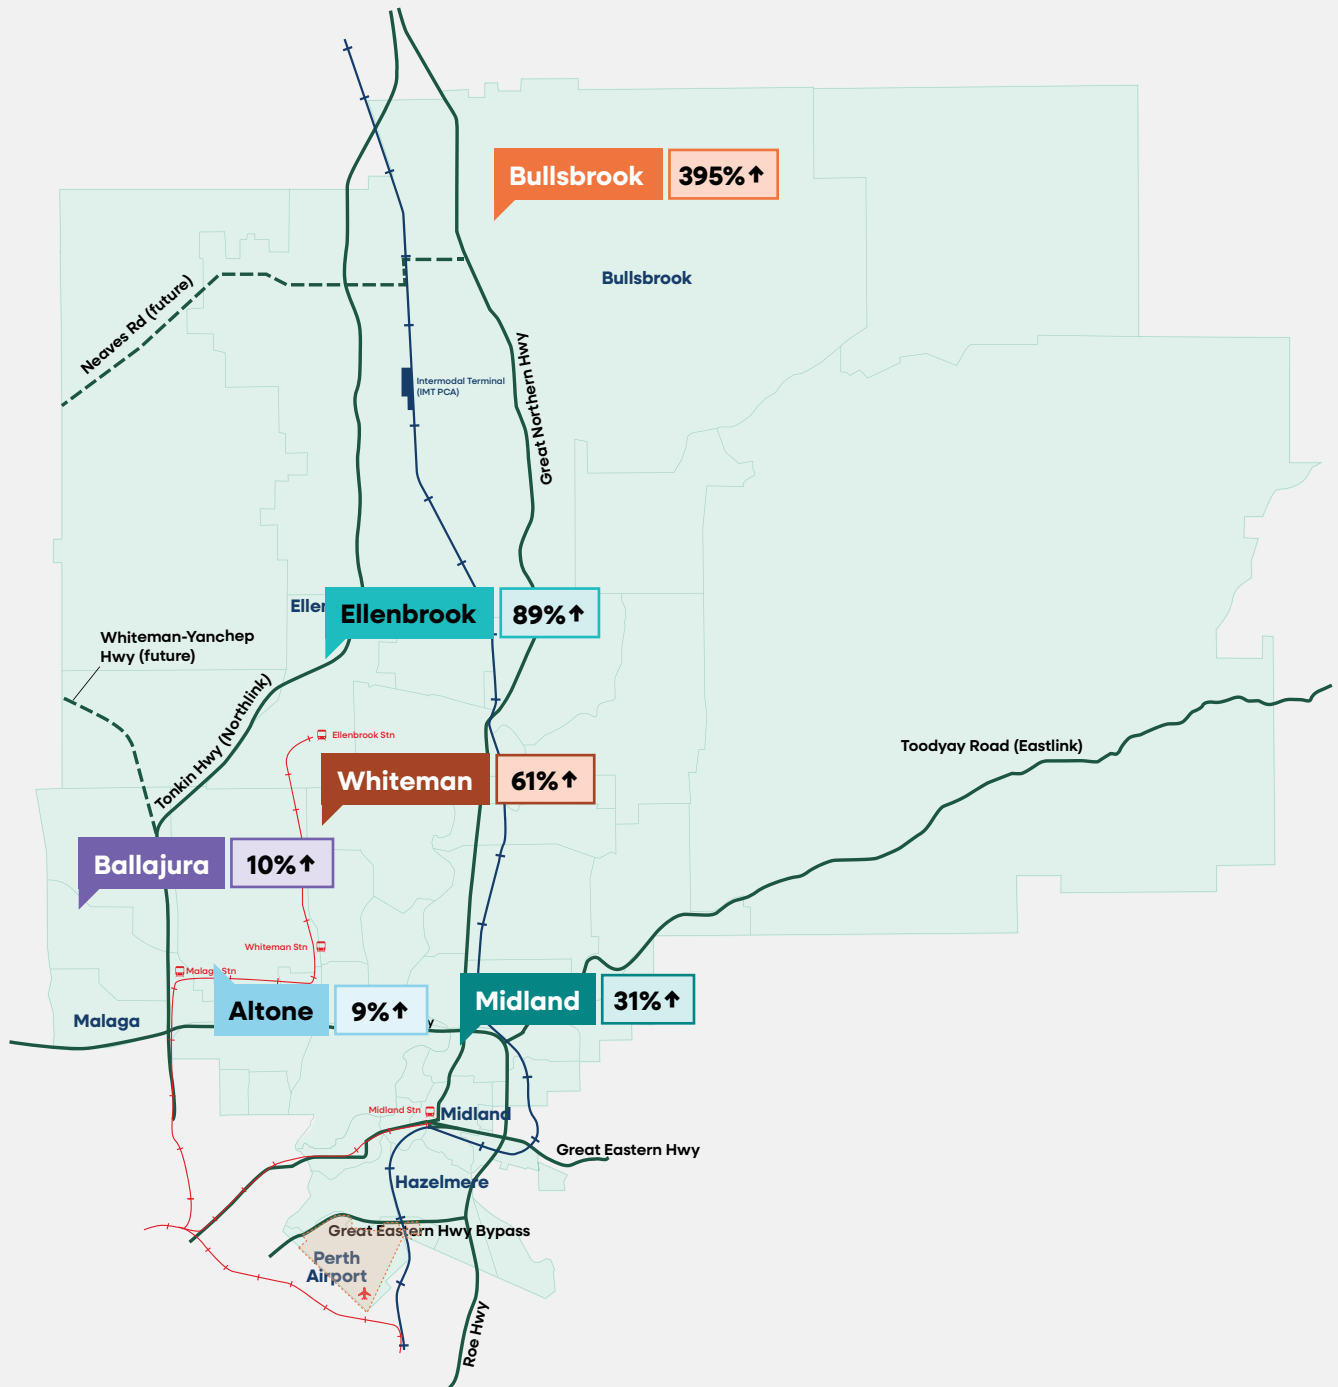 Bullsbrook 395%↑
Bullsbrook
Neaves Rd (future)
Great Northern Hwy
Intermodal Terminal
(IMT PCA)
Ellenbrook 89%↑
Whiteman-Yanchep
Hwy (future)
Tonkin Hwy (Northlink)
Ellenbrook Stn
Toodyay Road (Eastlink)
Whiteman 61%↑
Ballajura 10%↑
Whiteman Stn
Malaga Stn
Altone 9%↑
Midland 31%↑
Malaga
Midland Stn
Midland
Great Eastern Hwy
Hazelmere
Great Eastern Hwy Bypass
Perth
Airport
Roe Hwy